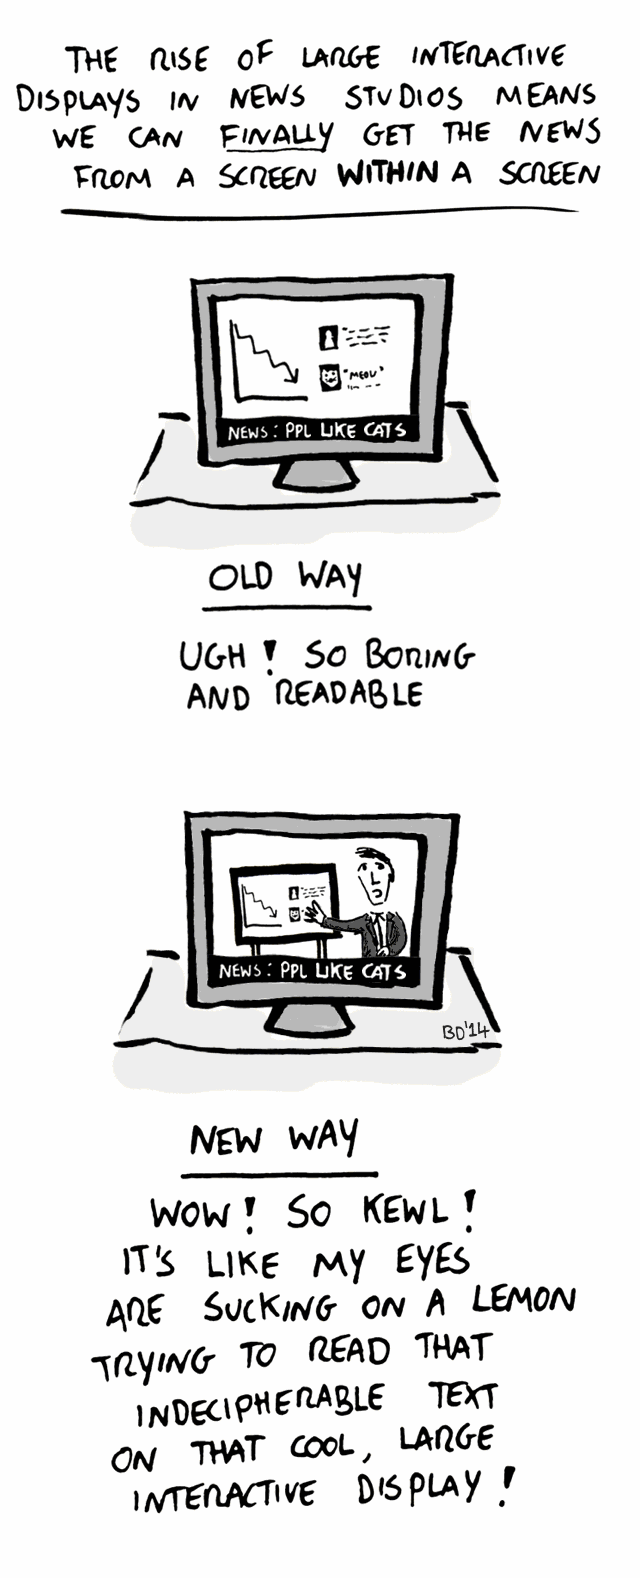 THE RISE OF LARGE INTERACTIVE
DISPLAYS IN NEWS STUDIOS MEANS
WE CAN FINALLY GET THE NEWS
FROM A SCREEN WITHIN A SCREEN
"MEOW"
NEWS: PPL LIKE CATS
OLD WAY
UGH! SO BORING
AND READABLE
NEWS: PPL LIKE CATS
BD'14
NEW WAY
WOW! SO KEWL!
IT'S LIKE MY EYES
ARE SUCKING ON A LEMON
TRYING TO READ THAT
INDECIPHERABLE TEXT
ON THAT COOL, LARGE
INTERACTIVE DISPLAY!